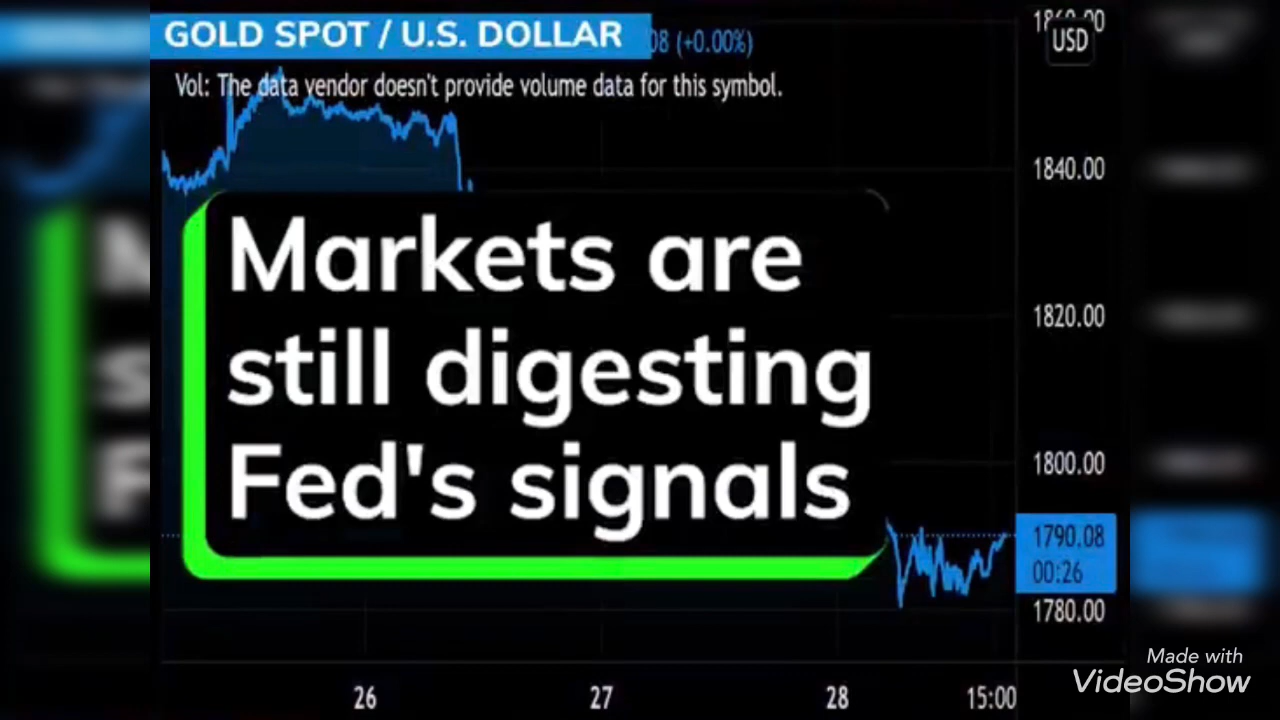 GOLD SPOT / U.S. DOLLAR
08 (+0.00%)
USD
Vol: The data vendor doesn't provide volume data for this symbol.
1840.00
Markets are
still digesting
Fed's signals
1820.00
1800.00
1790.08
00:26
1780.00
26 27 28 15:00
Made with
VideoShow